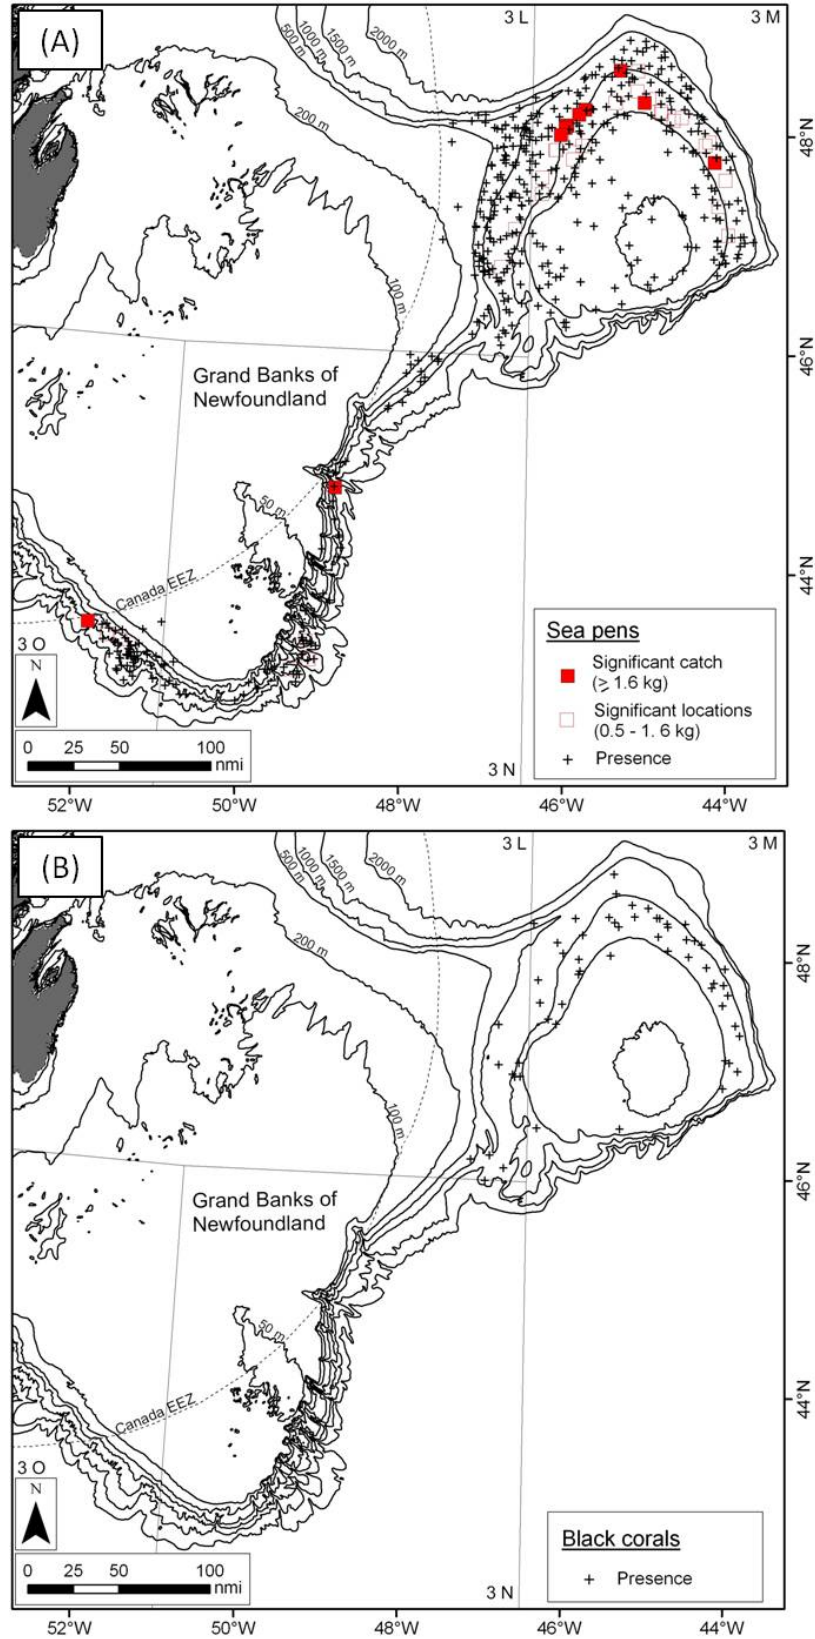 (A)
500 m
1000 m
1500 m
2000 m
3 L
3 M
200 m
48°N
100 m
46°N
Grand Banks of
Newfoundland
50 m
44°N
Canada EEZ
3 O
N
0 25 50 100
nmi
3 N
Sea pens
Significant catch
(≥ 1.6 kg)
Significant locations
(0.5 - 1. 6 kg)
Presence
52°W 50°W 48°W 46°W 44°W
(B)
500 m
1000 m
1500 m
2000 m
3 L
3 M
200 m
48°N
100 m
46°N
Grand Banks of
Newfoundland
50 m
44°N
Canada EEZ
3 O
N
0 25 50 100
nmi
3 N
Black corals
Presence
52°W 50°W 48°W 46°W 44°W